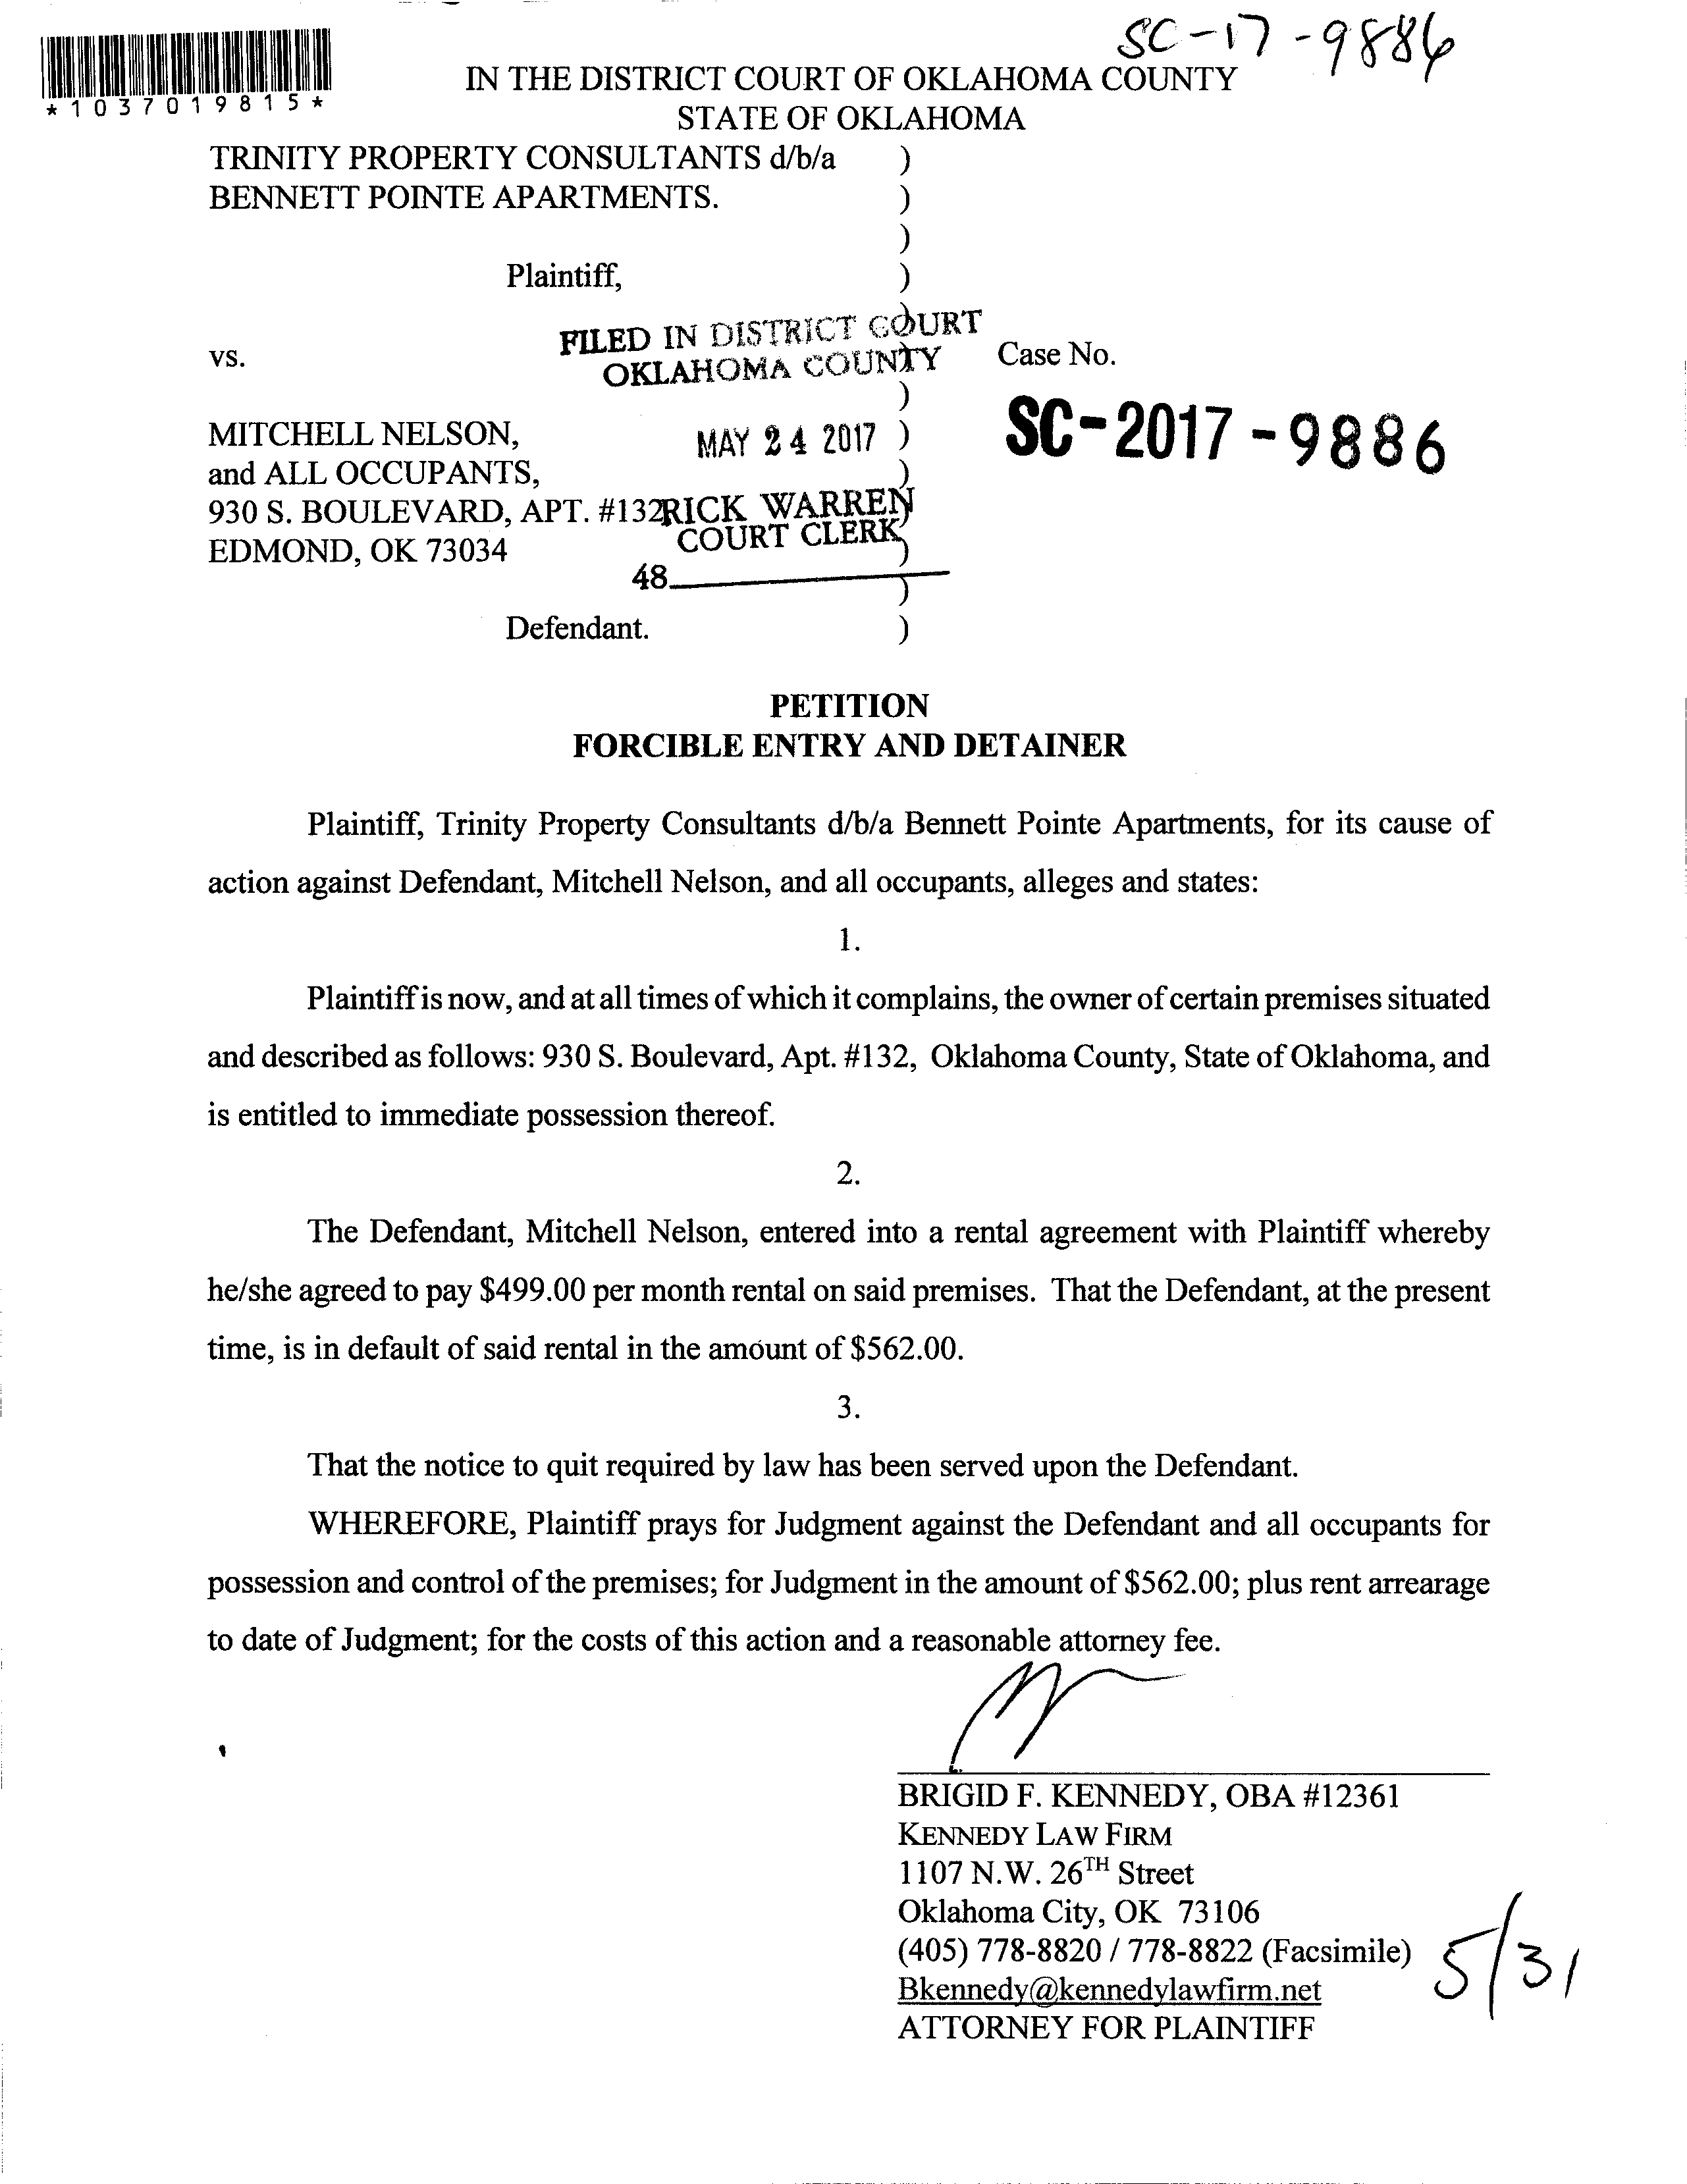 SC-17-9886
*1037019815*
IN THE DISTRICT COURT OF OKLAHOMA COUNTY
STATE OF OKLAHOMA
TRINITY PROPERTY CONSULTANTS d/b/a )
BENNETT POINTE APARTMENTS. )
)
Plaintiff, )
)
FILED IN DISTRICT COURT
vs. OKLAHOMA COUNTY ) Case No.
)
SC-2017-9886
MITCHELL NELSON, MAY 24 2017 )
and ALL OCCUPANTS, )
930 S. BOULEVARD, APT. #132 RICK WARREN )
EDMOND, OK 73034 COURT CLERK )
48 )
Defendant. )
PETITION
FORCIBLE ENTRY AND DETAINER
Plaintiff, Trinity Property Consultants d/b/a Bennett Pointe Apartments, for its cause of
action against Defendant, Mitchell Nelson, and all occupants, alleges and states:
1.
Plaintiff is now, and at all times of which it complains, the owner of certain premises situated
and described as follows: 930 S. Boulevard, Apt. #132, Oklahoma County, State of Oklahoma, and
is entitled to immediate possession thereof.
2.
The Defendant, Mitchell Nelson, entered into a rental agreement with Plaintiff whereby
he/she agreed to pay $499.00 per month rental on said premises. That the Defendant, at the present
time, is in default of said rental in the amount of $562.00.
3.
That the notice to quit required by law has been served upon the Defendant.
WHEREFORE, Plaintiff prays for Judgment against the Defendant and all occupants for
possession and control of the premises; for Judgment in the amount of $562.00; plus rent arrearage
to date of Judgment; for the costs of this action and a reasonable attorney fee.
BRIGID F. KENNEDY, OBA #12361
KENNEDY LAW FIRM
1107 N.W. 26TH Street
Oklahoma City, OK 73106
(405) 778-8820 / 778-8822 (Facsimile)
Bkennedy@kennedylawfirm.net
ATTORNEY FOR PLAINTIFF
5/31